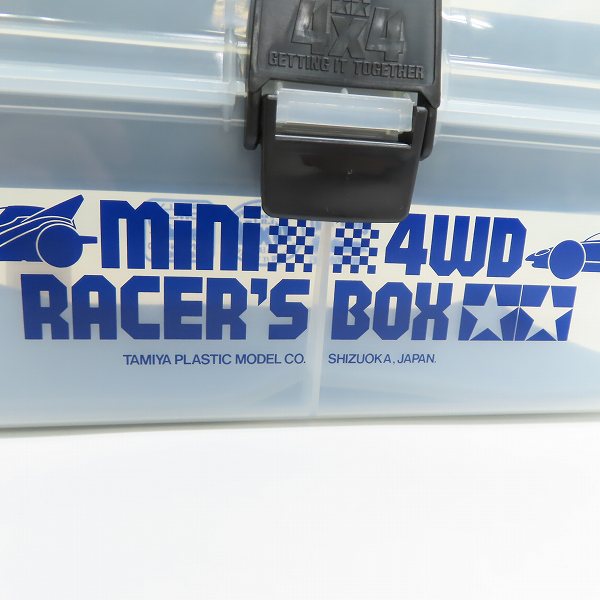 4X4
GETTING IT TOGETHER
mini 4WD
RACER'S BOX
TAMIYA PLASTIC MODEL CO. SHIZUOKA, JAPAN.